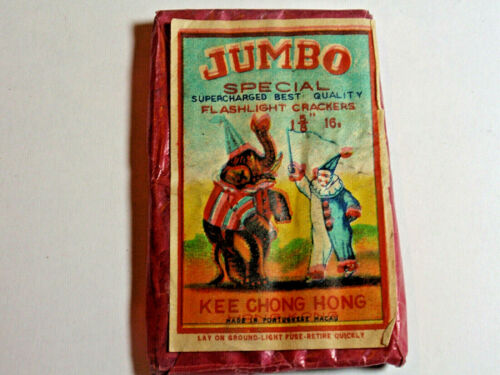 JUMBO
SPECIAL
SUPERCHARGED BEST QUALITY
FLASHLIGHT CRACKERS
1 5/8" 16s
KEE CHONG HONG
MADE IN PORTUGUESE MACAU
LAY ON GROUND-LIGHT FUSE-RETIRE QUICKLY